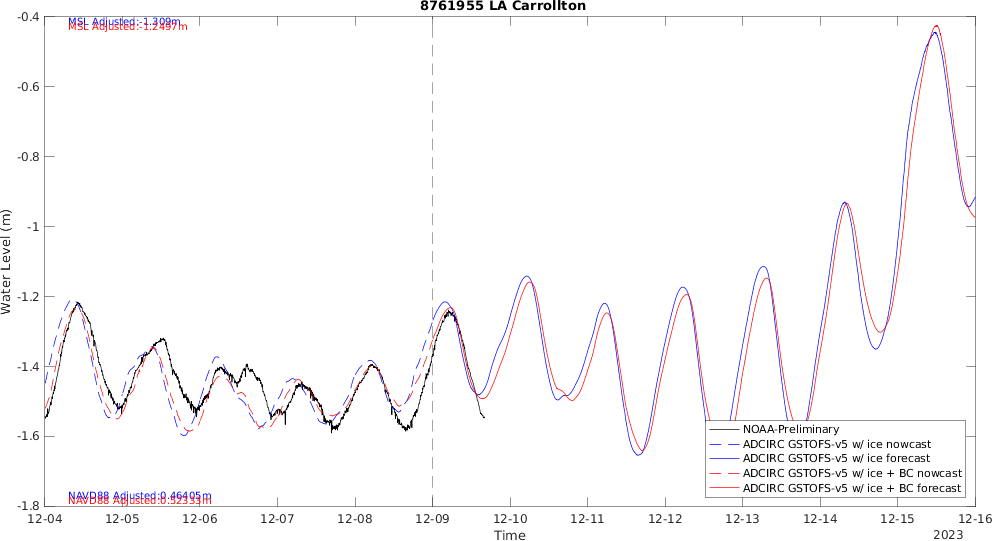 8761955 LA Carrollton
MSL Adjusted:-1.309m
MSL Adjusted:-1.2497m
-0.4
-0.6
-0.8
-1
-1.2
-1.4
-1.6
-1.8
Water Level (m)
NOAA-Preliminary
ADCIRC GSTOFS-v5 w/ ice nowcast
ADCIRC GSTOFS-v5 w/ ice forecast
ADCIRC GSTOFS-v5 w/ ice + BC nowcast
ADCIRC GSTOFS-v5 w/ ice + BC forecast
NAVD88 Adjusted:0.46405m
NAVD88 Adjusted:0.52333m
12-04 12-05 12-06 12-07 12-08 12-09 12-10 12-11 12-12 12-13 12-14 12-15 12-16
Time
2023